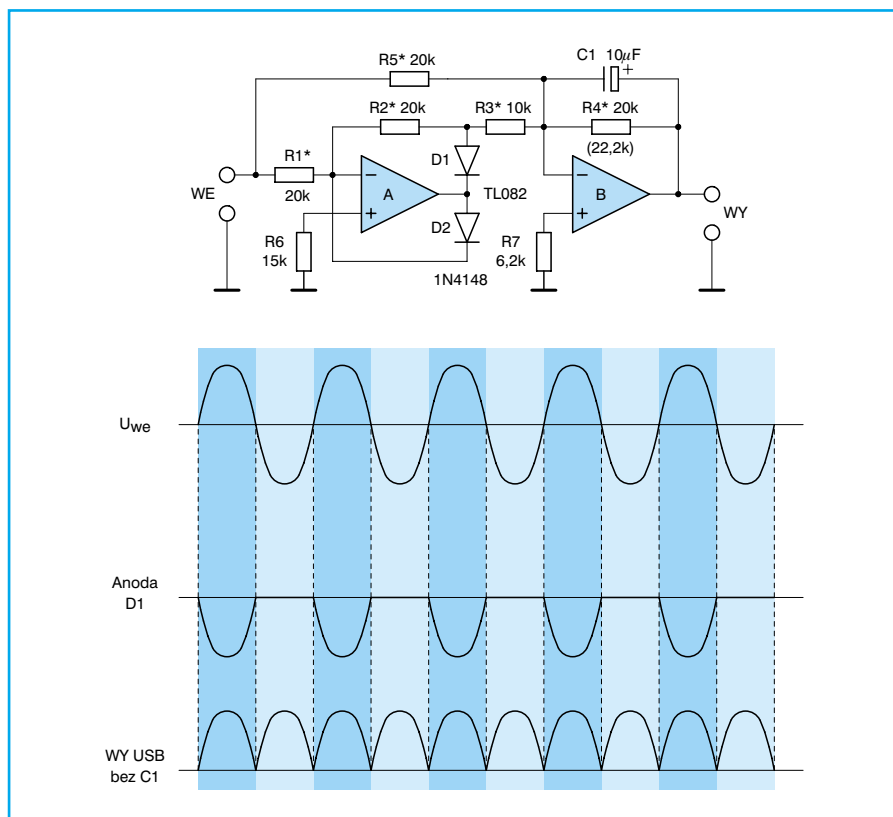 C1 10µF
+
R5* 20k
R2* 20k
R3* 10k
R4* 20k
(22,2k)
R1*
20k
WE
−
A
+
D1
D2
TL082
−
B
+
WY
R6
15k
R7
6,2k
1N4148
Uwe
Anoda
D1
WY USB
bez C1